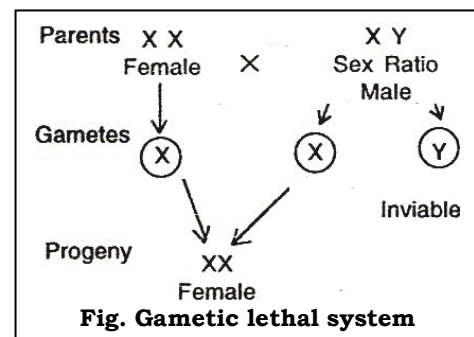 Parents X X × X Y
Female Sex Ratio
Male
Gametes X X Y
Inviable
Progeny XX
Female
Fig. Gametic lethal system